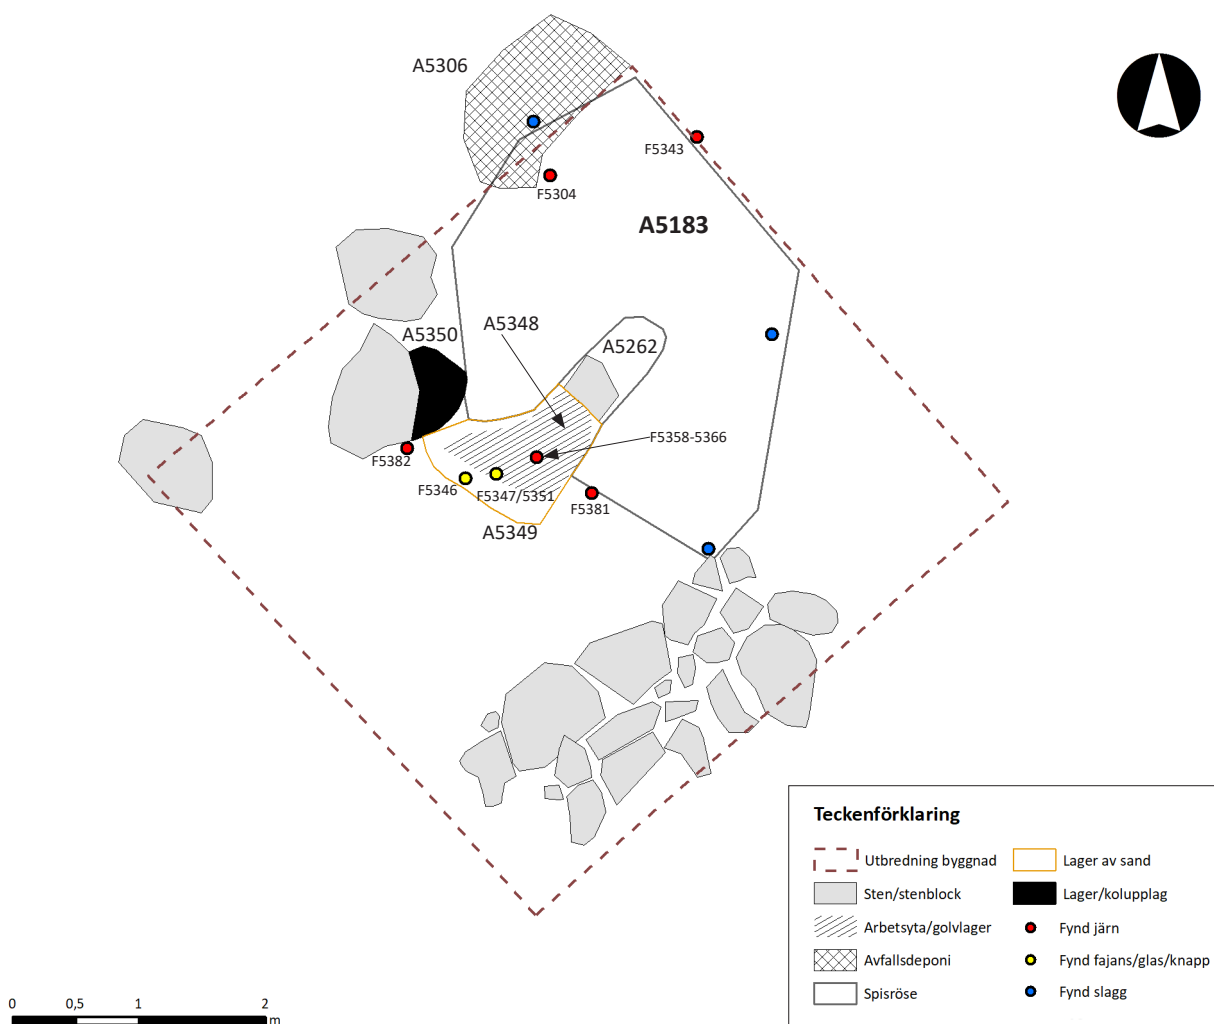 A5306
F5343
F5304
A5183
A5348
A5350
A5262
F5358-5366
F5382
F5346
F5347/5351
F5381
A5349
Teckenförklaring
Utbredning byggnad
Lager av sand
Sten/stenblock
Lager/kolupplag
Arbetsyta/golvlager
Fynd järn
Avfallsdeponi
Fynd fajans/glas/knapp
Spisröse
Fynd slagg
0 0,5 1 2
m